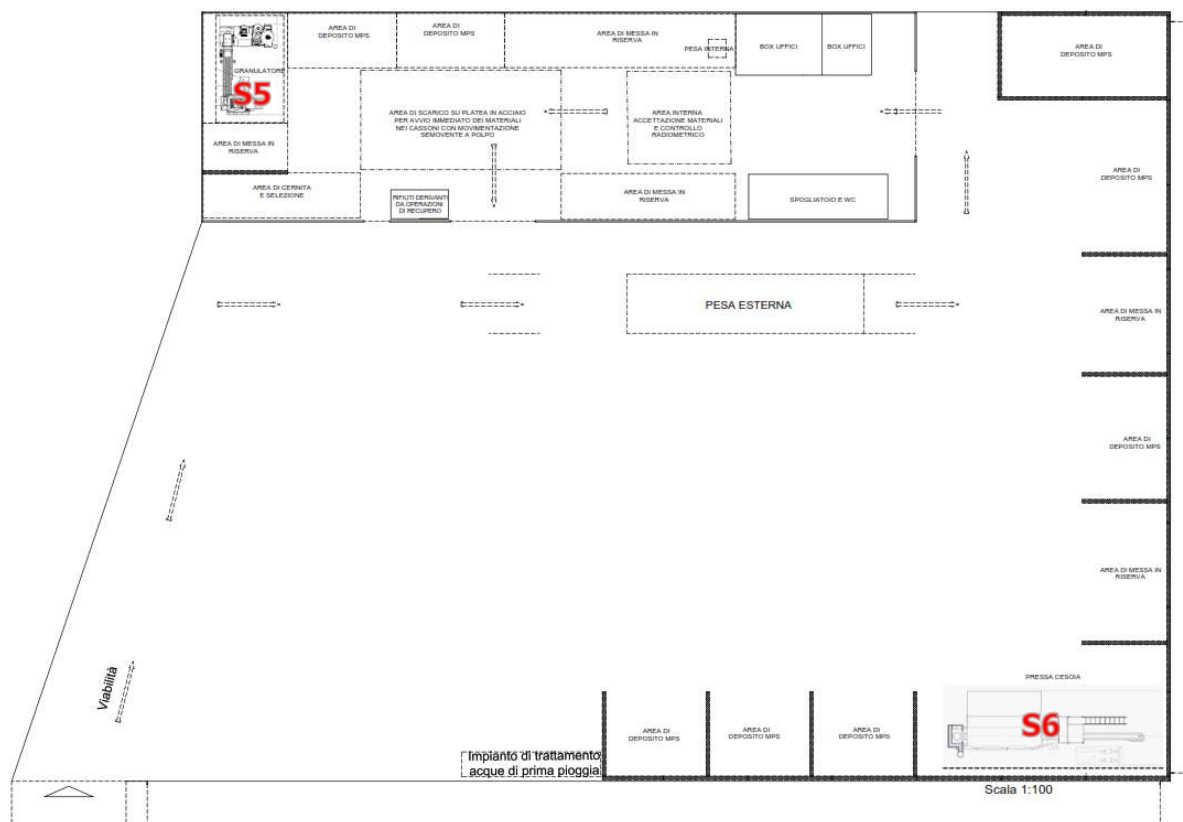 AREA DI
DEPOSITO MPS
AREA DI
DEPOSITO MPS
AREA DI MESSA IN
RISERVA
PESA INTERNA
BOX UFFICI
BOX UFFICI
AREA DI
DEPOSITO MPS
GRANULATORE
S5
AREA DI SCARICO SU PLATEA IN ACCIAIO
PER AVVIO IMMEDIATO DEI MATERIALI
NEI CASSONI CON MOVIMENTAZIONE
SEMOVENTE A POLPO
AREA INTERNA
ACCETTAZIONE MATERIALI
E CONTROLLO
RADIOMETRICO
AREA DI MESSA IN
RISERVA
AREA DI
DEPOSITO MPS
AREA DI CERNITA
E SELEZIONE
RIFIUTI DERIVANTI
DA OPERAZIONI
DI RECUPERO
AREA DI MESSA IN
RISERVA
SPOGLIATOIO E WC
PESA ESTERNA
AREA DI MESSA IN
RISERVA
AREA DI
DEPOSITO MPS
AREA DI MESSA IN
RISERVA
Viabilità
PRESSA CESOIA
S6
AREA DI
DEPOSITO MPS
AREA DI
DEPOSITO MPS
AREA DI
DEPOSITO MPS
Impianto di trattamento
acque di prima pioggia
Scala 1:100